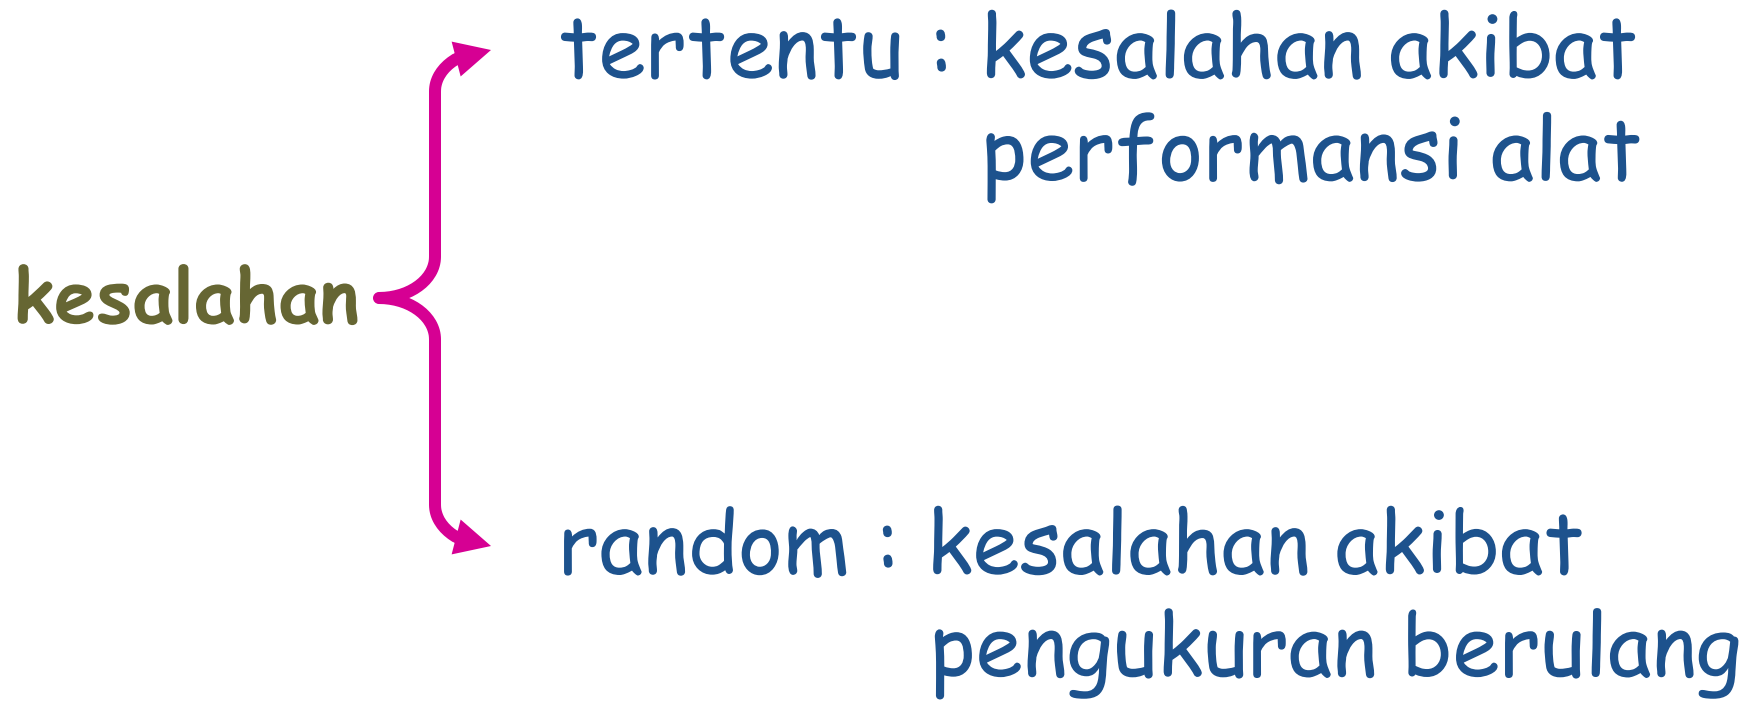 tertentu : kesalahan akibat
performansi alat
kesalahan
random : kesalahan akibat
pengukuran berulang